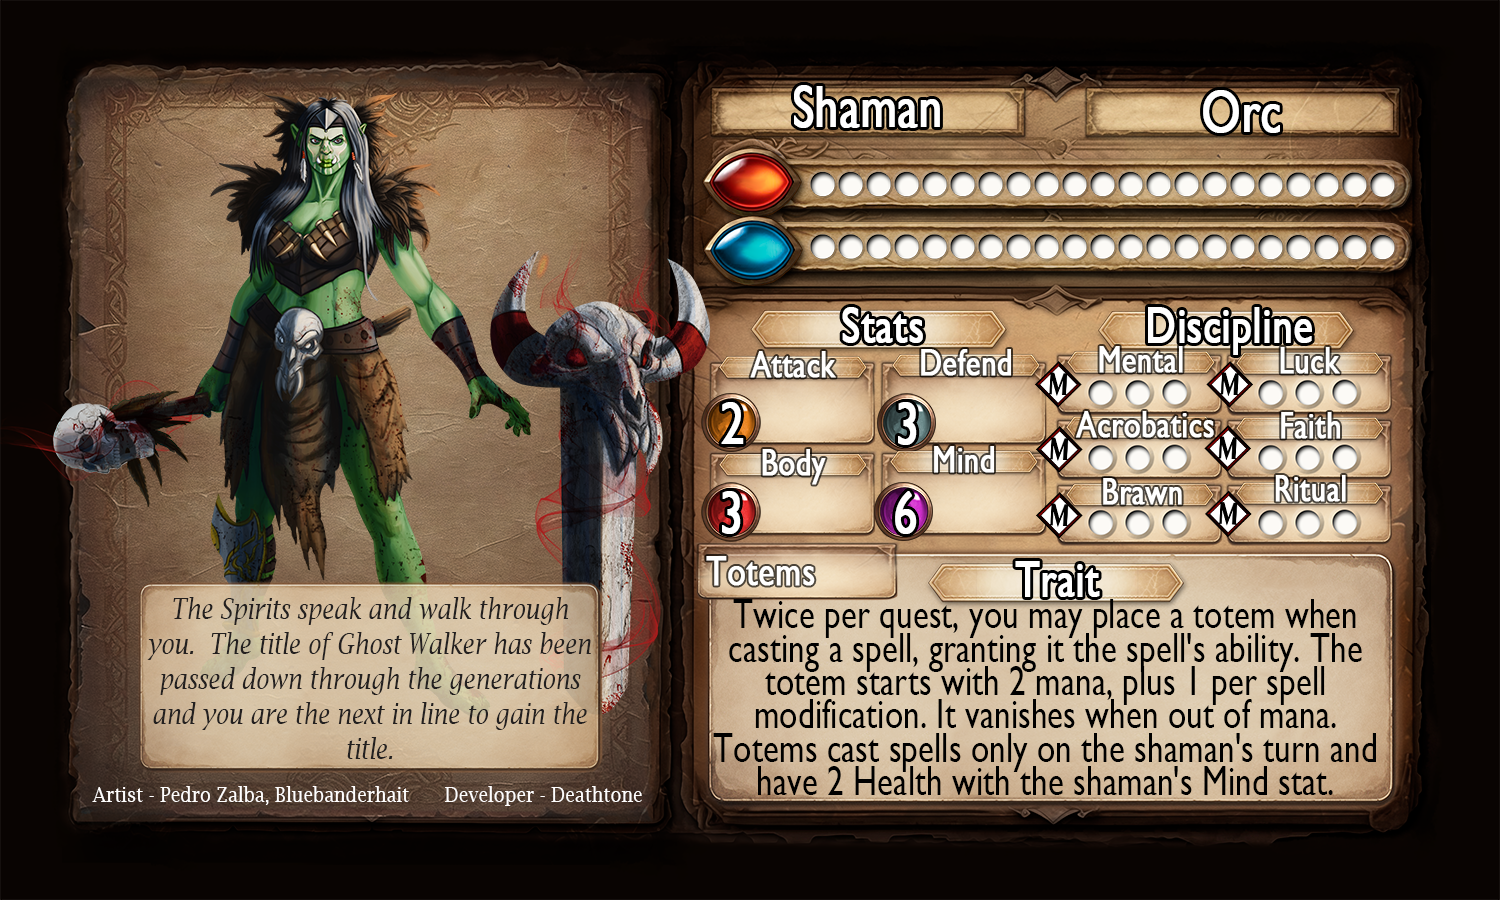 Shaman
Orc
Stats
Discipline
Attack
Defend
Mental
Luck
M
M
2
3
Acrobatics
Faith
M
M
Body
Mind
Brawn
Ritual
M
M
3
6
Totems
Trait
Twice per quest, you may place a totem when
casting a spell, granting it the spell's ability. The
totem starts with 2 mana, plus 1 per spell
modification. It vanishes when out of mana.
Totems cast spells only on the shaman's turn and
have 2 Health with the shaman's Mind stat.
The Spirits speak and walk through
you.  The title of Ghost Walker has been
passed down through the generations
and you are the next in line to gain the
title.
Artist - Pedro Zalba, Bluebanderhait
Developer - Deathtone